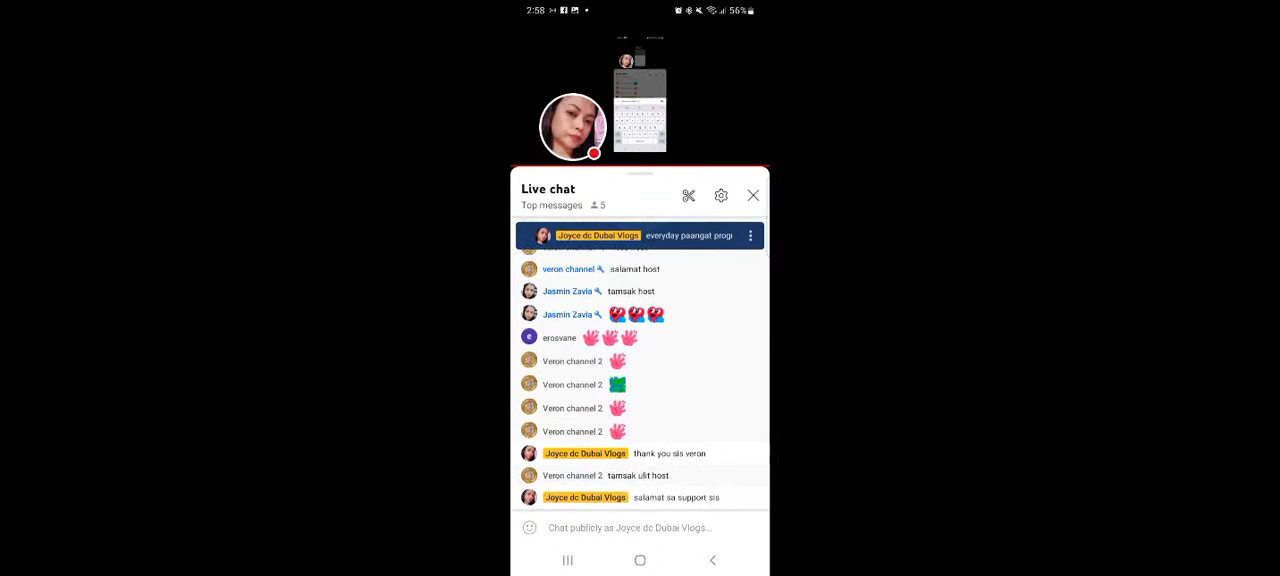 2:58
56%
Live chat
Top messages 5
Joyce dc Dubai Vlogs everyday paangat progr
veron channel salamat host
Jasmin Zavia tamsak host
Jasmin Zavia
e erosvane
Veron channel 2
Veron channel 2
Veron channel 2
Veron channel 2
Joyce dc Dubai Vlogs thank you sis veron
Veron channel 2 tamsak ulit host
Joyce dc Dubai Vlogs salamat sa support sis
Chat publicly as Joyce dc Dubai Vlogs...